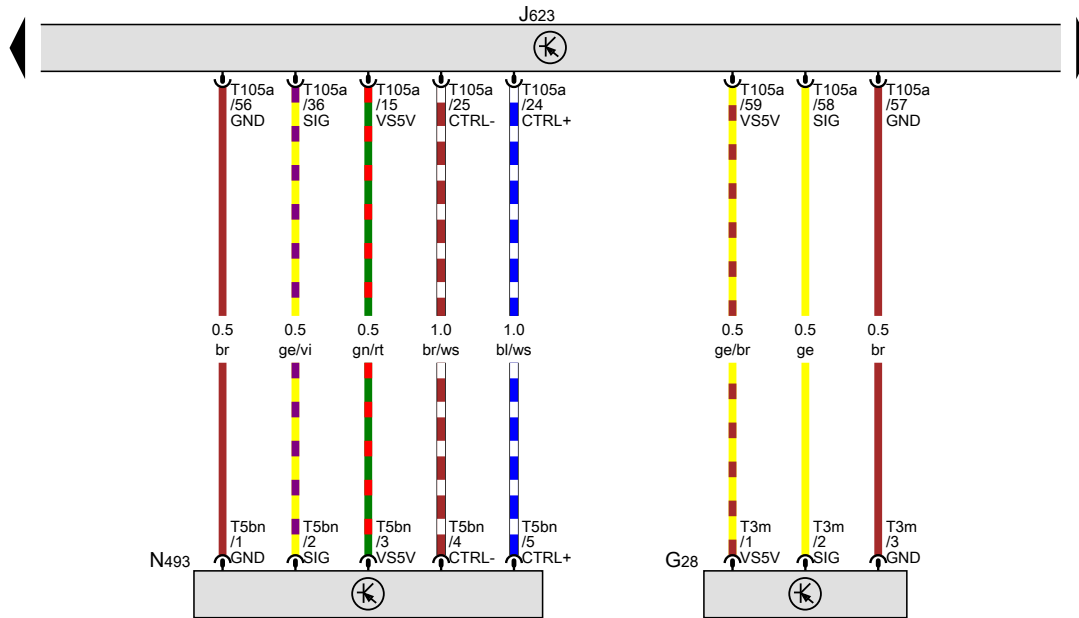 J623
T105a T105a T105a T105a T105a T105a T105a T105a
/56 /36 /15 /25 /24 /59 /58 /57
GND SIG VS5V CTRL- CTRL+ VS5V SIG GND
0.5 0.5 0.5 1.0 1.0 0.5 0.5 0.5
br ge/vi gn/rt br/ws bl/ws ge/br ge br
T5bn T5bn T5bn T5bn T5bn T3m T3m T3m
/1 /2 /3 /4 /5 /1 /2 /3
N493 GND SIG VS5V CTRL- CTRL+ G28 VS5V SIG GND